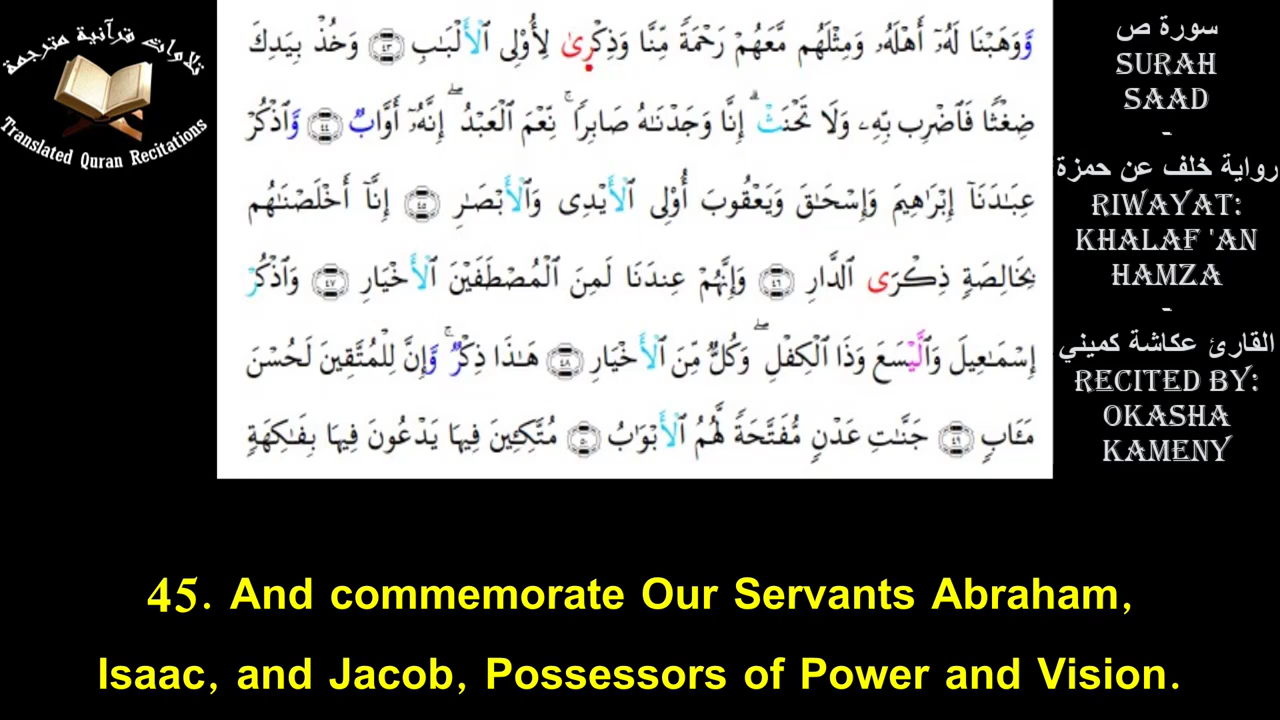 تلاوات قرآنية مترجمة
Translated Quran Recitations
وَّوَهَبْنَا لَهُۥٓ أَهْلَهُۥ وَمِثْلَهُم مَّعَهُمْ رَحْمَةً مِّنَّا وَذِكْرِىٰ لِأُوْلِى ٱلْأَلْبَـٰبِ ٤٣ وَخُذْ بِيَدِكَ
ضِغْثًا فَٱضْرِب بِّهِۦ وَلَا تَحْنَثْ ۗ إِنَّا وَجَدْنَـٰهُ صَابِرًا ۚ نِعْمَ ٱلْعَبْدُ ۖ إِنَّهُۥٓ أَوَّابٌ ٤٤ وَّٱذْكُرْ
عِبَـٰدَنَآ إِبْرَٰهِيمَ وَإِسْحَـٰقَ وَيَعْقُوبَ أُوْلِى ٱلْأَيْدِى وَٱلْأَبْصَـٰرِ ٤٥ إِنَّآ أَخْلَصْنَـٰهُم
بِخَالِصَةٍ ذِكْرَى ٱلدَّارِ ٤٦ وَإِنَّهُمْ عِندَنَا لَمِنَ ٱلْمُصْطَفَيْنَ ٱلْأَخْيَارِ ٤٧ وَٱذْكُرْ
إِسْمَـٰعِيلَ وَٱلَّيْسَعَ وَذَا ٱلْكِفْلِ ۖ وَكُلٌّ مِّنَ ٱلْأَخْيَارِ ٤٨ هَـٰذَا ذِكْرٌ ۚ وَّإِنَّ لِلْمُتَّقِينَ لَحُسْنَ
مَـَٔابٍ ٤٩ جَنَّـٰتِ عَدْنٍ مُّفَتَّحَةً لَّهُمُ ٱلْأَبْوَٰبُ ٥٠ مُتَّكِـِٔينَ فِيهَا يَدْعُونَ فِيهَا بِفَـٰكِهَةٍ
سورة ص
SURAH
SAAD
-
رواية خلف عن حمزة
RIWAYAT:
KHALAF 'AN
HAMZA
-
القارئ عكاشة كميني
RECITED BY:
OKASHA
KAMENY
45. And commemorate Our Servants Abraham,
Isaac, and Jacob, Possessors of Power and Vision.